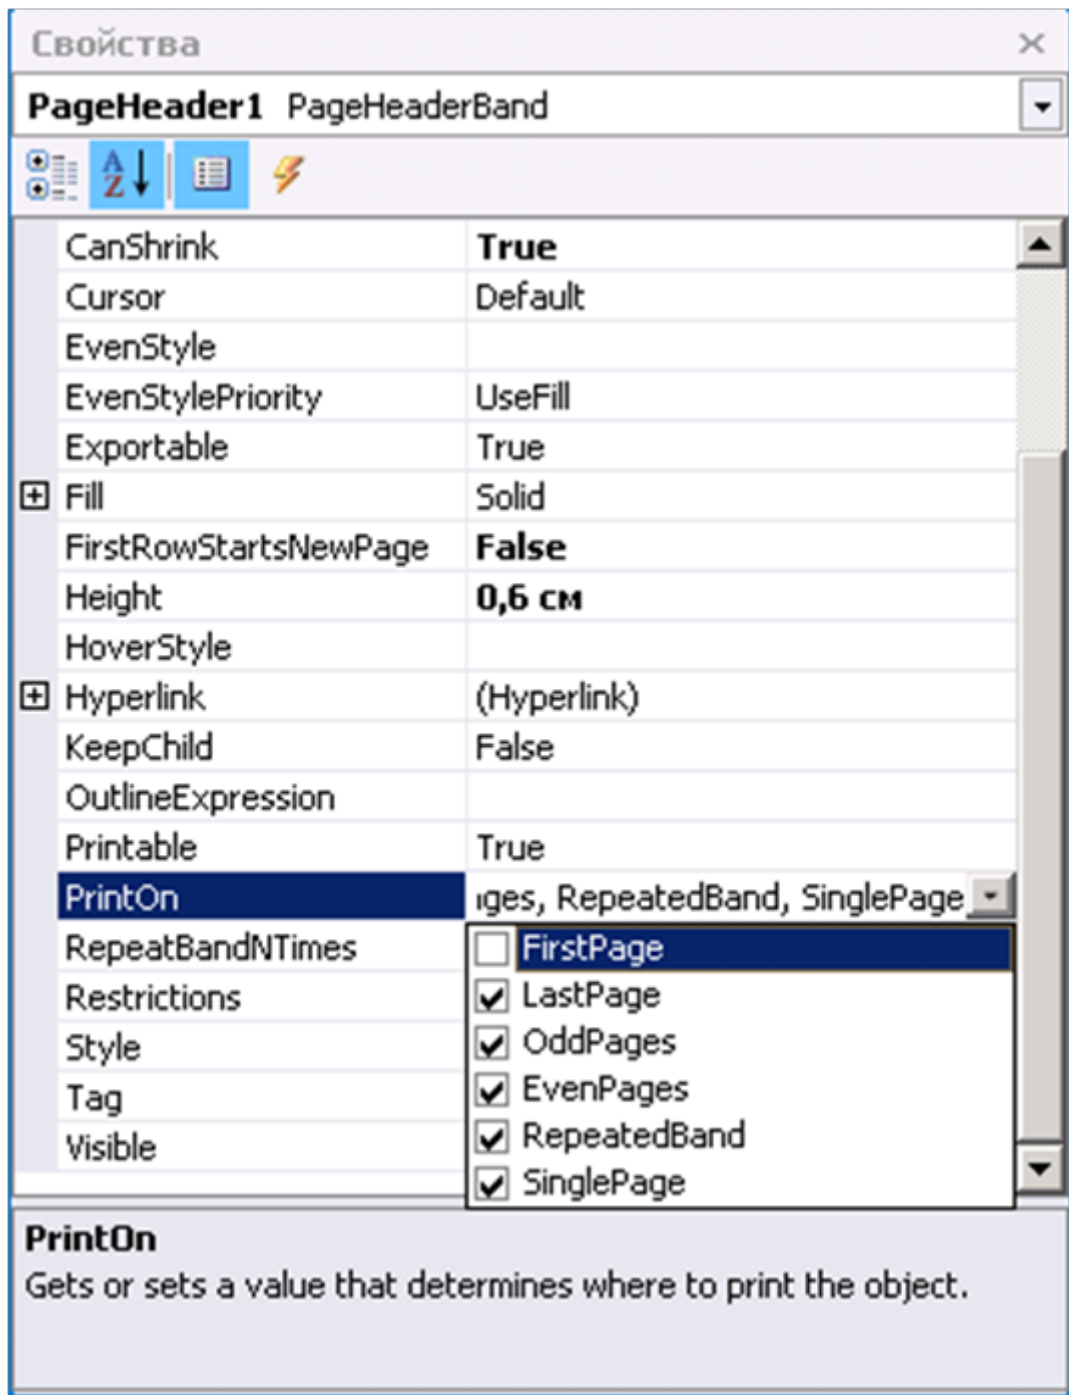 Свойства
PageHeader1 PageHeaderBand
CanShrink True
Cursor Default
EvenStyle
EvenStylePriority UseFill
Exportable True
Fill Solid
FirstRowStartsNewPage False
Height 0,6 см
HoverStyle
Hyperlink (Hyperlink)
KeepChild False
OutlineExpression
Printable True
PrintOn ges, RepeatedBand, SinglePage
RepeatBandNTimes FirstPage
Restrictions LastPage
Style OddPages
Tag EvenPages
Visible RepeatedBand
SinglePage
PrintOn
Gets or sets a value that determines where to print the object.